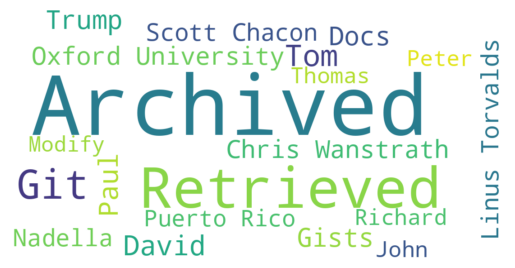 Trump
Scott Chacon
Docs
Oxford University
Tom
Peter
Thomas
Archived
Linus Torvalds
Modify
Chris Wanstrath
Git
Paul
Retrieved
Puerto Rico
Richard
Nadella
David
Gists
John